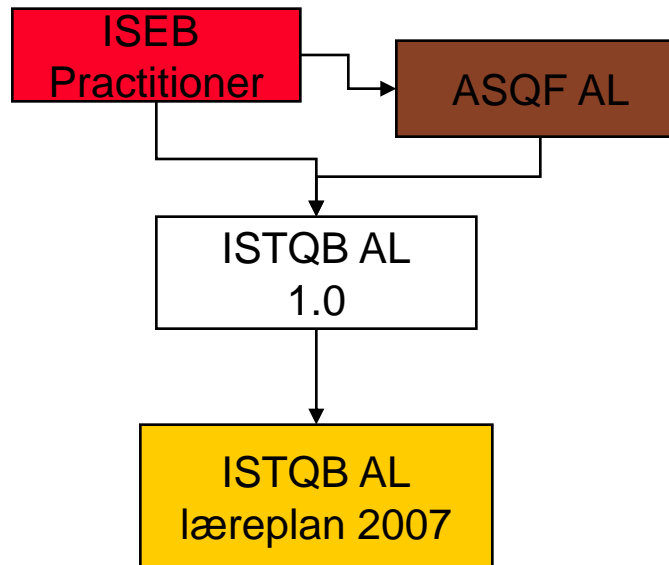 ISEB
Practitioner
ASQF AL
ISTQB AL
1.0
ISTQB AL
læreplan 2007